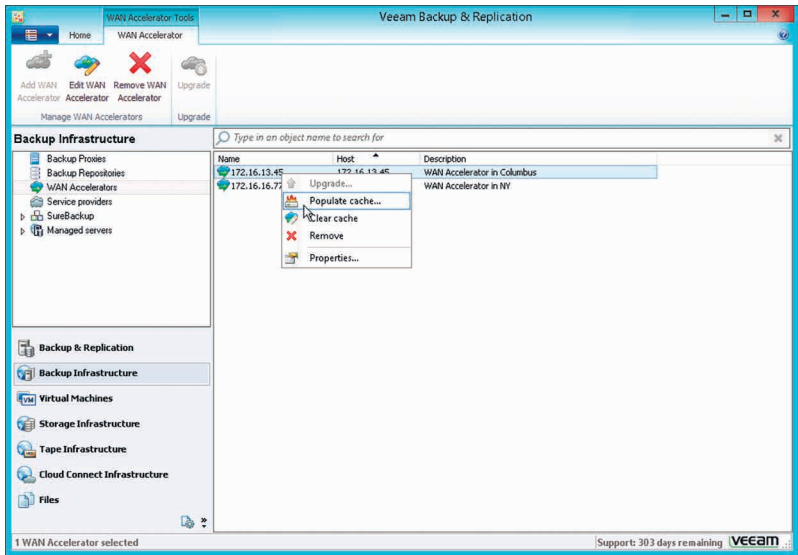 WAN Accelerator Tools
Veeam Backup & Replication
Home
WAN Accelerator
Add WAN Accelerator
Edit WAN Accelerator
Remove WAN Accelerator
Upgrade
Manage WAN Accelerators
Upgrade
Backup Infrastructure
Type in an object name to search for
Backup Proxies
Backup Repositories
WAN Accelerators
Service providers
SureBackup
Managed servers
Name Host Description
172.16.13.45 172.16.13.45 WAN Accelerator in Columbus
172.16.16.77 WAN Accelerator in NY
Upgrade...
Populate cache...
Clear cache
Remove
Properties...
Backup & Replication
Backup Infrastructure
Virtual Machines
Storage Infrastructure
Tape Infrastructure
Cloud Connect Infrastructure
Files
1 WAN Accelerator selected
Support: 303 days remaining
veeam